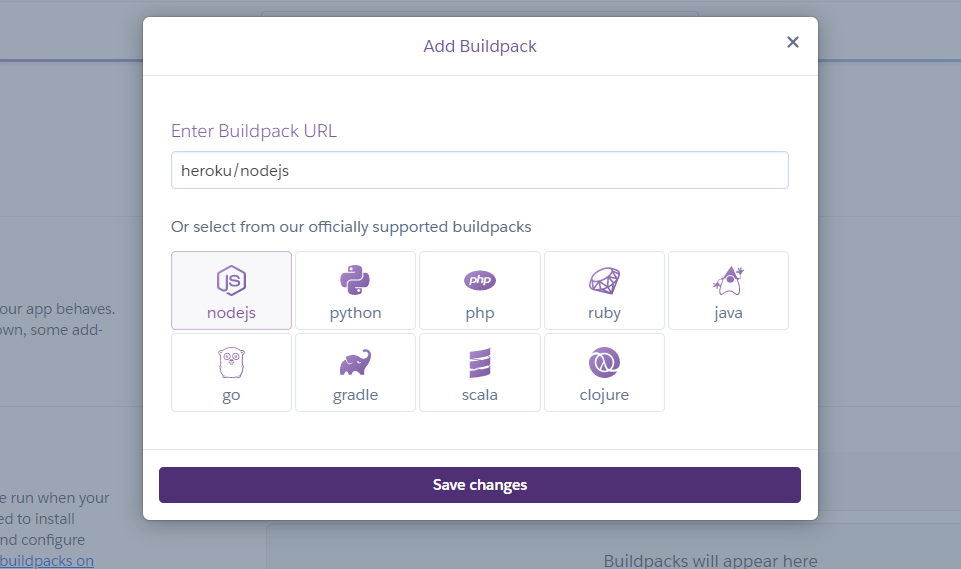 Add Buildpack
Enter Buildpack URL
heroku/nodejs
Or select from our officially supported buildpacks
JS
nodejs
python
php
php
ruby
java
go
gradle
scala
clojure
Save changes
our app behaves.
own, some add-
e run when your
ed to install
nd configure
buildpacks on
Buildpacks will appear here